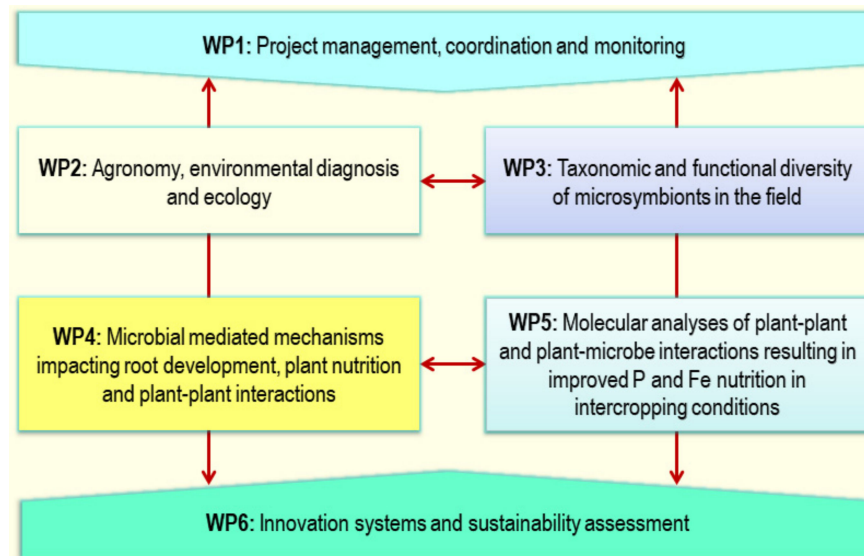 WP1: Project management, coordination and monitoring
WP2: Agronomy, environmental diagnosis
and ecology
WP3: Taxonomic and functional diversity
of microsymbionts in the field
WP4: Microbial mediated mechanisms
impacting root development, plant nutrition
and plant-plant interactions
WP5: Molecular analyses of plant-plant
and plant-microbe interactions resulting in
improved P and Fe nutrition in
intercropping conditions
WP6: Innovation systems and sustainability assessment